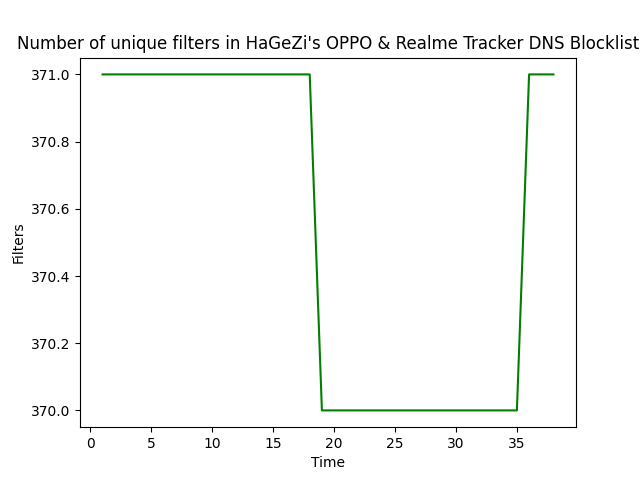 Number of unique filters in HaGeZi's OPPO & Realme Tracker DNS Blocklist
371.0
370.8
370.6
370.4
370.2
370.0
Filters
0 5 10 15 20 25 30 35
Time